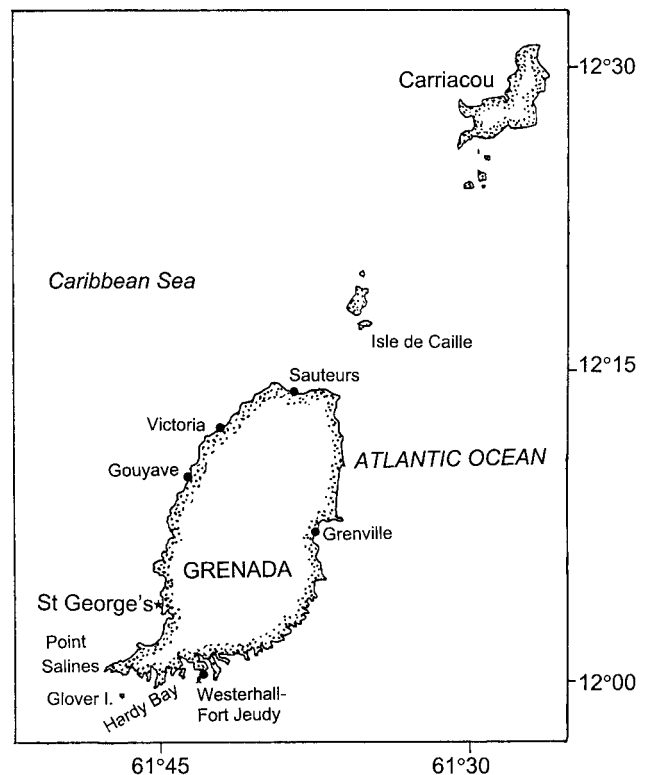 12°30
Carriacou
Caribbean Sea
Isle de Caille
12°15
Sauteurs
Victoria
ATLANTIC OCEAN
Gouyave
Grenville
GRENADA
St George's
Point
Salines
12°00
Glover I.
Hardy Bay
Westerhall-
Fort Jeudy
61°45
61°30